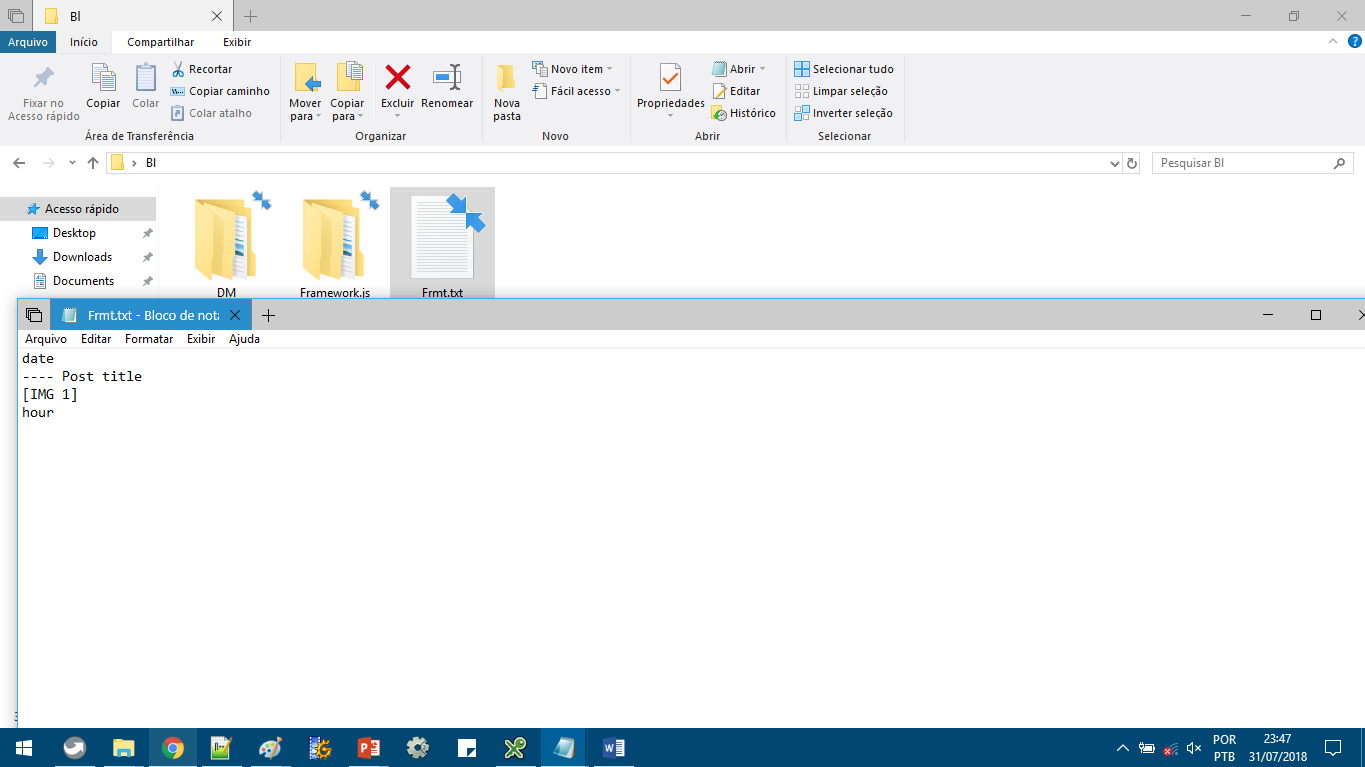 Bl
Arquivo Início Compartilhar Exibir
Fixar no Acesso rápido
Copiar
Colar
Recortar
Copiar caminho
Colar atalho
Área de Transferência
Mover para
Copiar para
Excluir
Renomear
Organizar
Nova pasta
Novo item
Fácil acesso
Novo
Propriedades
Abrir
Editar
Histórico
Abrir
Selecionar tudo
Limpar seleção
Inverter seleção
Selecionar
Bl
Pesquisar Bl
Acesso rápido
Desktop
Downloads
Documents
DM
Framework.js
Frmt.txt
Frmt.txt - Bloco de nota
Arquivo Editar Formatar Exibir Ajuda
date
---- Post title
[IMG 1]
hour
POR
PTB
23:47
31/07/2018